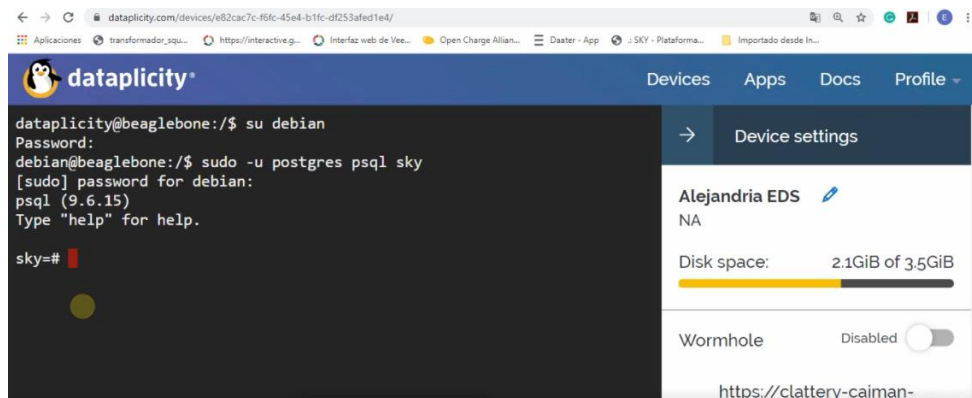 dataplicity.com/devices/e82cac7c-f6fc-45e4-b1fc-df253afed1e4/
Aplicaciones transformador_squ... https://interactive.g... Interfaz web de Vee... Open Charge Allian... Daater - App .: SKY - Plataforma... Importado desde In...
dataplicity
Devices Apps Docs Profile
dataplicity@beaglebone:/$ su debian
Password:
debian@beaglebone:/$ sudo -u postgres psql sky
[sudo] password for debian:
psql (9.6.15)
Type "help" for help.
sky=#
→ Device settings
Alejandria EDS
NA
Disk space: 2.1GiB of 3.5GiB
Wormhole Disabled
https://clattery-caiman-